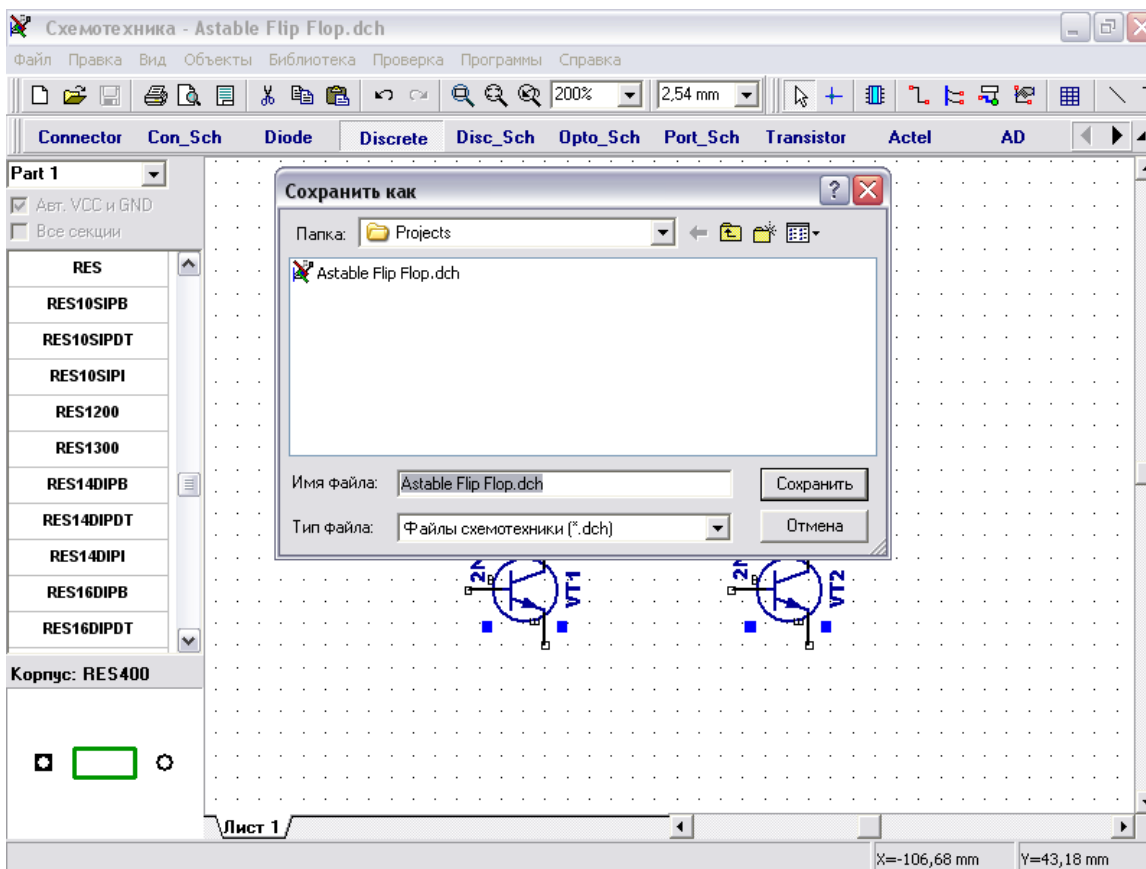 Схемотехника - Astable Flip Flop.dch
Файл Правка Вид Объекты Библиотека Проверка Программы Справка
200% 2,54 mm
Connector Con_Sch Diode Discrete Disc_Sch Opto_Sch Port_Sch Transistor Actel AD
Part 1
Авт. VCC и GND
Все секции
RES
RES10SIPB
RES10SIPDT
RES10SIPI
RES1200
RES1300
RES14DIPB
RES14DIPDT
RES14DIPI
RES16DIPB
RES16DIPDT
Корпус: RES400
Сохранить как
Папка: Projects
Astable Flip Flop.dch
Имя файла: Astable Flip Flop.dch Сохранить
Тип файла: Файлы схемотехники (*.dch) Отмена
VT1
VT2
Лист 1
X=-106,68 mm Y=43,18 mm